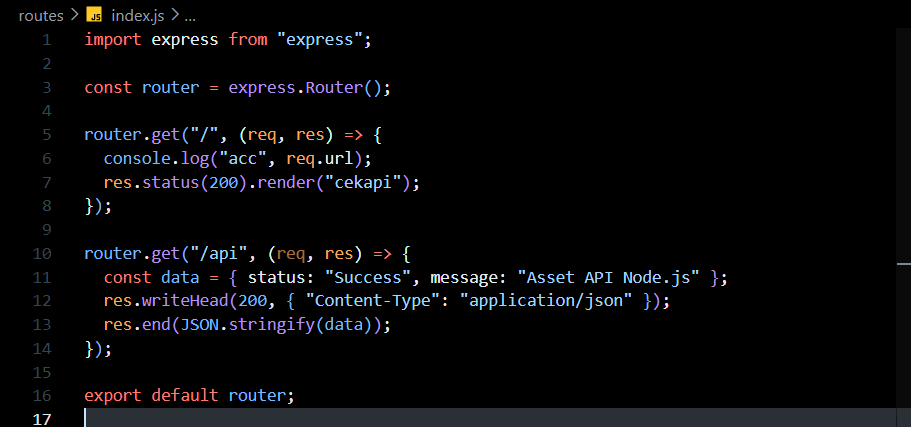 routes > JS index.js > ...
1 import express from "express";
2
3 const router = express.Router();
4
5 router.get("/", (req, res) => {
6   console.log("acc", req.url);
7   res.status(200).render("cekapi");
8 });
9
10 router.get("/api", (req, res) => {
11   const data = { status: "Success", message: "Asset API Node.js" };
12   res.writeHead(200, { "Content-Type": "application/json" });
13   res.end(JSON.stringify(data));
14 });
15
16 export default router;
17